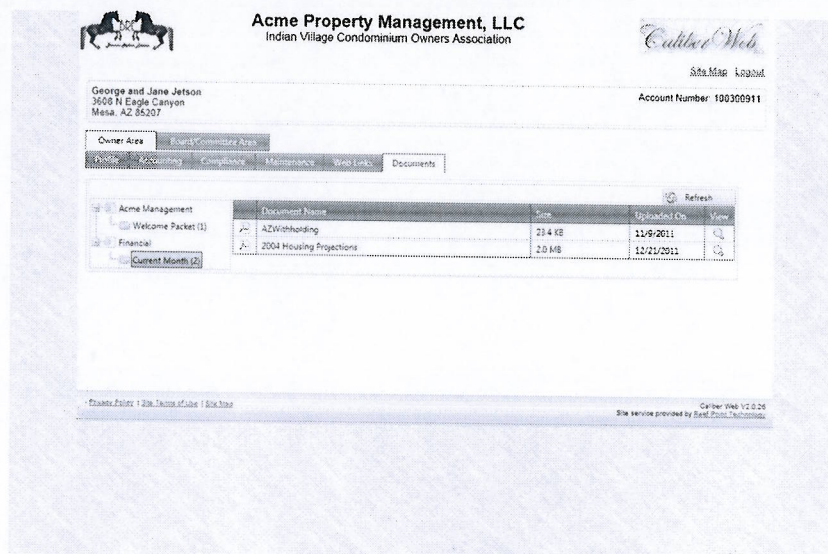 Acme Property Management, LLC
Indian Village Condominium Owners Association
Caliber Web
Site Map Logout
George and Jane Jetson
3608 N Eagle Canyon
Mesa, AZ 85207
Account Number: 100300911
Owner Area Board/Committee Area
Profile Accounting Compliance Maintenance Web Links Documents
Refresh
Acme Management
Welcome Packet (1)
Financial
Current Month (2)
Document Name Size Uploaded On View
AZWithholding 23.4 KB 11/9/2011
2004 Housing Projections 2.0 MB 12/21/2011
Privacy Policy | Site Terms of Use | Site Map
Caliber Web V2.0.26
Site service provided by Reef Point Technology